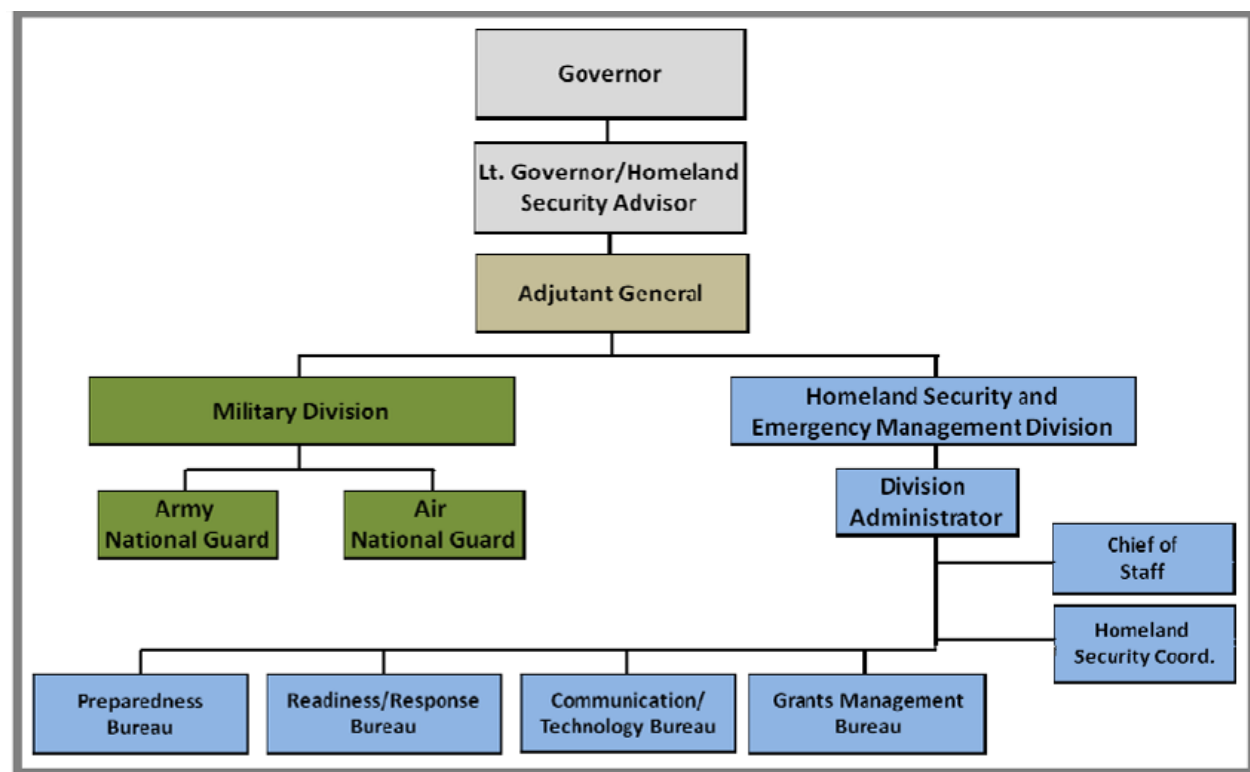 Governor
Lt. Governor/Homeland
Security Advisor
Adjutant General
Military Division
Homeland Security and
Emergency Management Division
Army
National Guard
Air
National Guard
Division
Administrator
Chief of
Staff
Homeland
Security Coord.
Preparedness
Bureau
Readiness/Response
Bureau
Communication/
Technology Bureau
Grants Management
Bureau